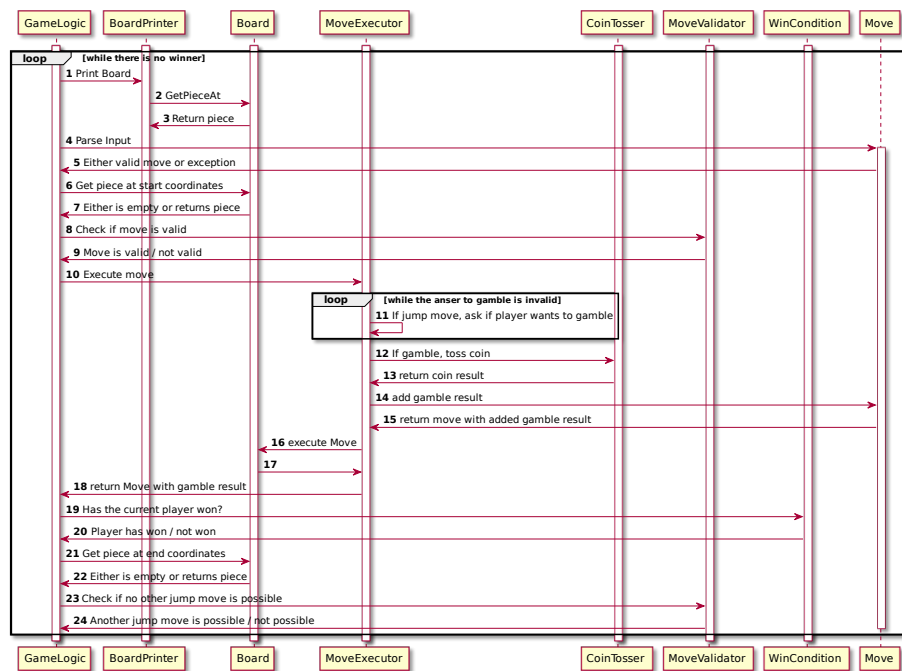 GameLogic BoardPrinter Board MoveExecutor CoinTosser MoveValidator WinCondition Move
loop [while there is no winner]
1 Print Board
2 GetPieceAt
3 Return piece
4 Parse Input
5 Either valid move or exception
6 Get piece at start coordinates
7 Either is empty or returns piece
8 Check if move is valid
9 Move is valid / not valid
10 Execute move
loop [while the anser to gamble is invalid]
11 If jump move, ask if player wants to gamble
12 If gamble, toss coin
13 return coin result
14 add gamble result
15 return move with added gamble result
16 execute Move
17
18 return Move with gamble result
19 Has the current player won?
20 Player has won / not won
21 Get piece at end coordinates
22 Either is empty or returns piece
23 Check if no other jump move is possible
24 Another jump move is possible / not possible
GameLogic BoardPrinter Board MoveExecutor CoinTosser MoveValidator WinCondition Move